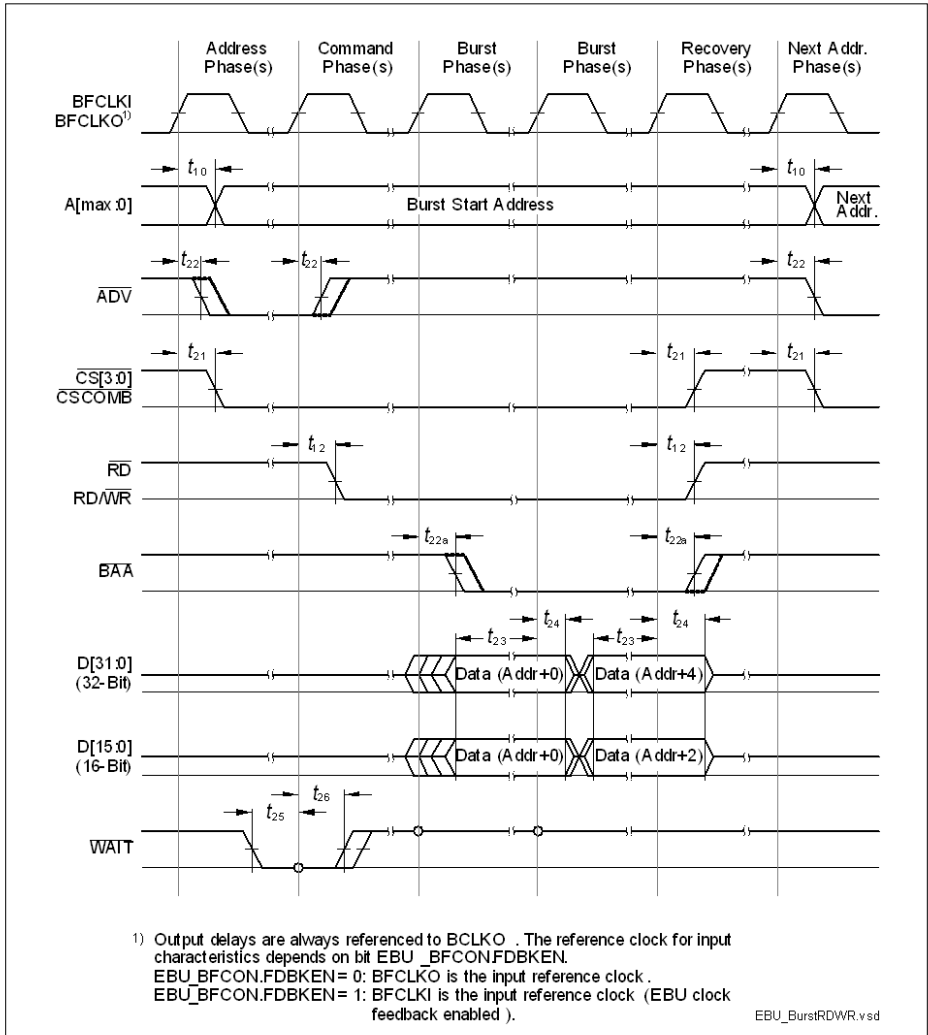 Address Phase(s)
Command Phase(s)
Burst Phase(s)
Burst Phase(s)
Recovery Phase(s)
Next Addr. Phase(s)
BFCLKI
BFCLKO1)
t10
t10
A[max:0]
Burst Start Address
Next Addr.
t22
t22
t22
ADV
t21
t21
t21
CS[3:0]
CSCOMB
t12
t12
RD
RD/WR
t22a
t22a
BAA
t24
t24
t23
t23
D[31:0]
(32-Bit)
Data (Addr+0)
Data (Addr+4)
D[15:0]
(16-Bit)
Data (Addr+0)
Data (Addr+2)
t26
t25
WAIT
1) Output delays are always referenced to BCLKO . The reference clock for input
characteristics depends on bit EBU _BFCON.FDBKEN.
EBU_BFCON.FDBKEN = 0: BFCLKO is the input reference clock .
EBU_BFCON.FDBKEN = 1: BFCLKI is the input reference clock (EBU clock
feedback enabled ).
EBU_BurstRDWR.vsd